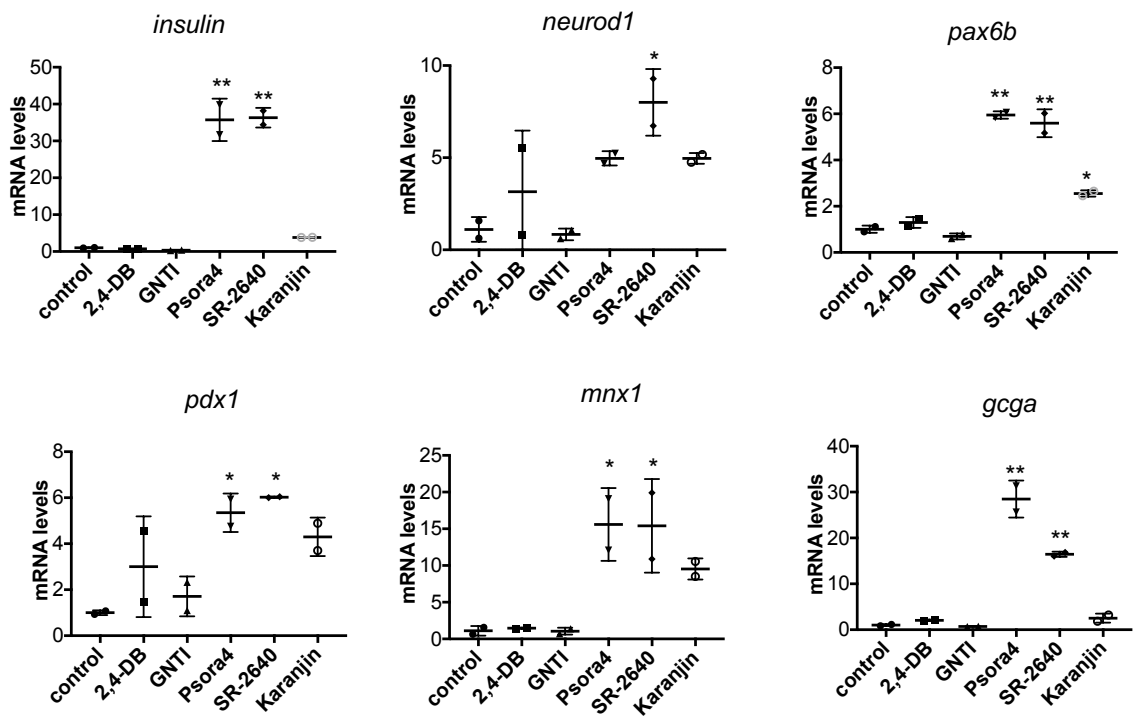 insulin
mRNA levels
50
40
30
20
10
0
** **
control 2,4-DB GNTI Psora4 SR-2640 Karanjin
neurod1
mRNA levels
10
5
0
*
control 2,4-DB GNTI Psora4 SR-2640 Karanjin
pax6b
mRNA levels
8
6
4
2
0
** ** *
control 2,4-DB GNTI Psora4 SR-2640 Karanjin
pdx1
mRNA levels
8
6
4
2
0
* *
control 2,4-DB GNTI Psora4 SR-2640 Karanjin
mnx1
mRNA levels
25
20
15
10
5
0
* *
control 2,4-DB GNTI Psora4 SR-2640 Karanjin
gcga
mRNA levels
40
30
20
10
0
** **
control 2,4-DB GNTI Psora4 SR-2640 Karanjin